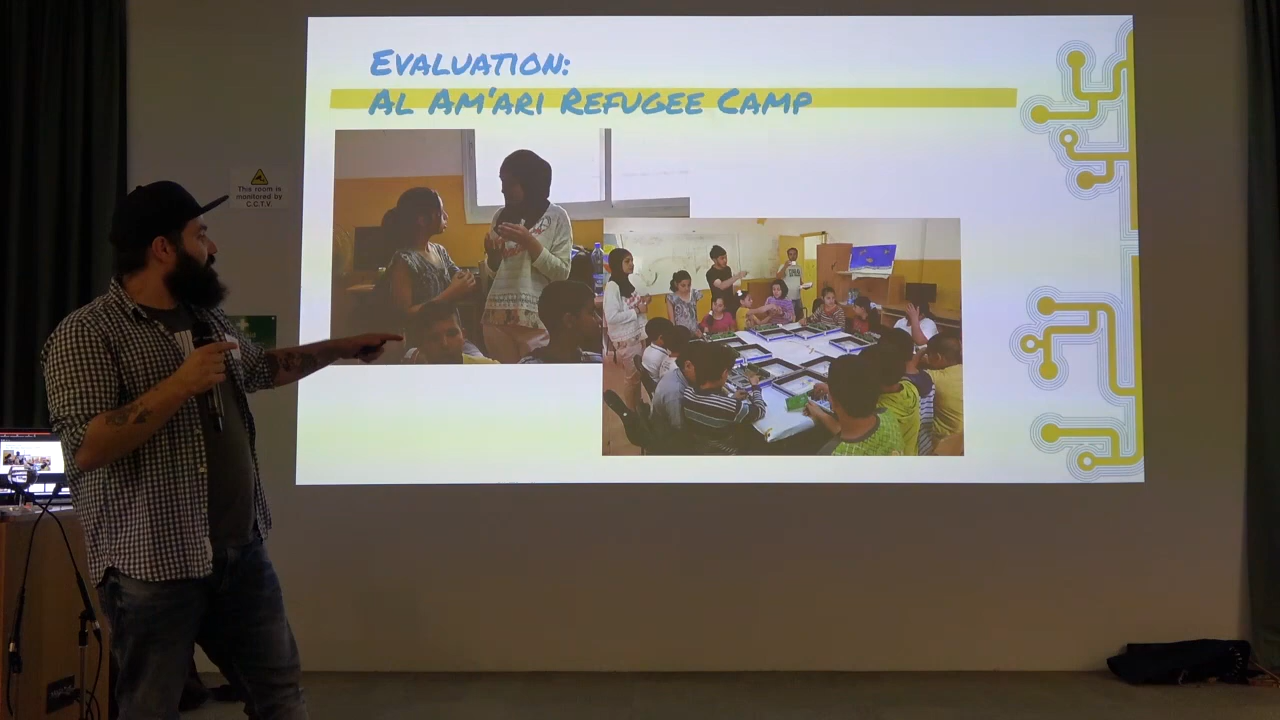 EVALUATION:
AL AM'ARI REFUGEE CAMP
This room is
monitored by
C.C.T.V.